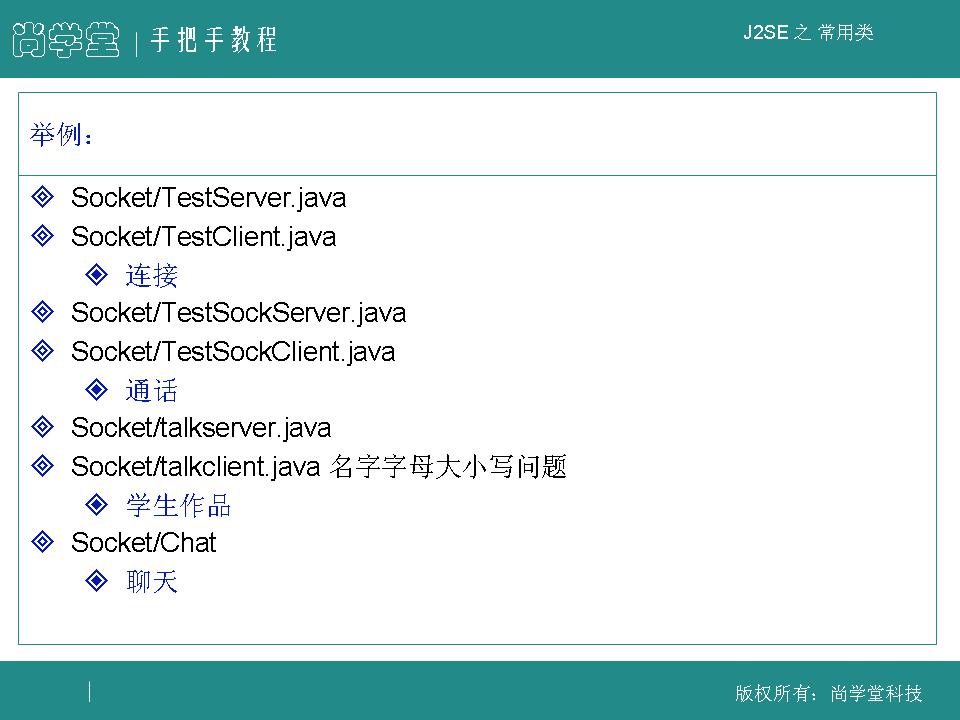 尚学堂 | 手把手教程
J2SE 之 常用类
举例：
Socket/TestServer.java
Socket/TestClient.java
连接
Socket/TestSockServer.java
Socket/TestSockClient.java
通话
Socket/talkserver.java
Socket/talkclient.java 名字字母大小写问题
学生作品
Socket/Chat
聊天
版权所有：尚学堂科技